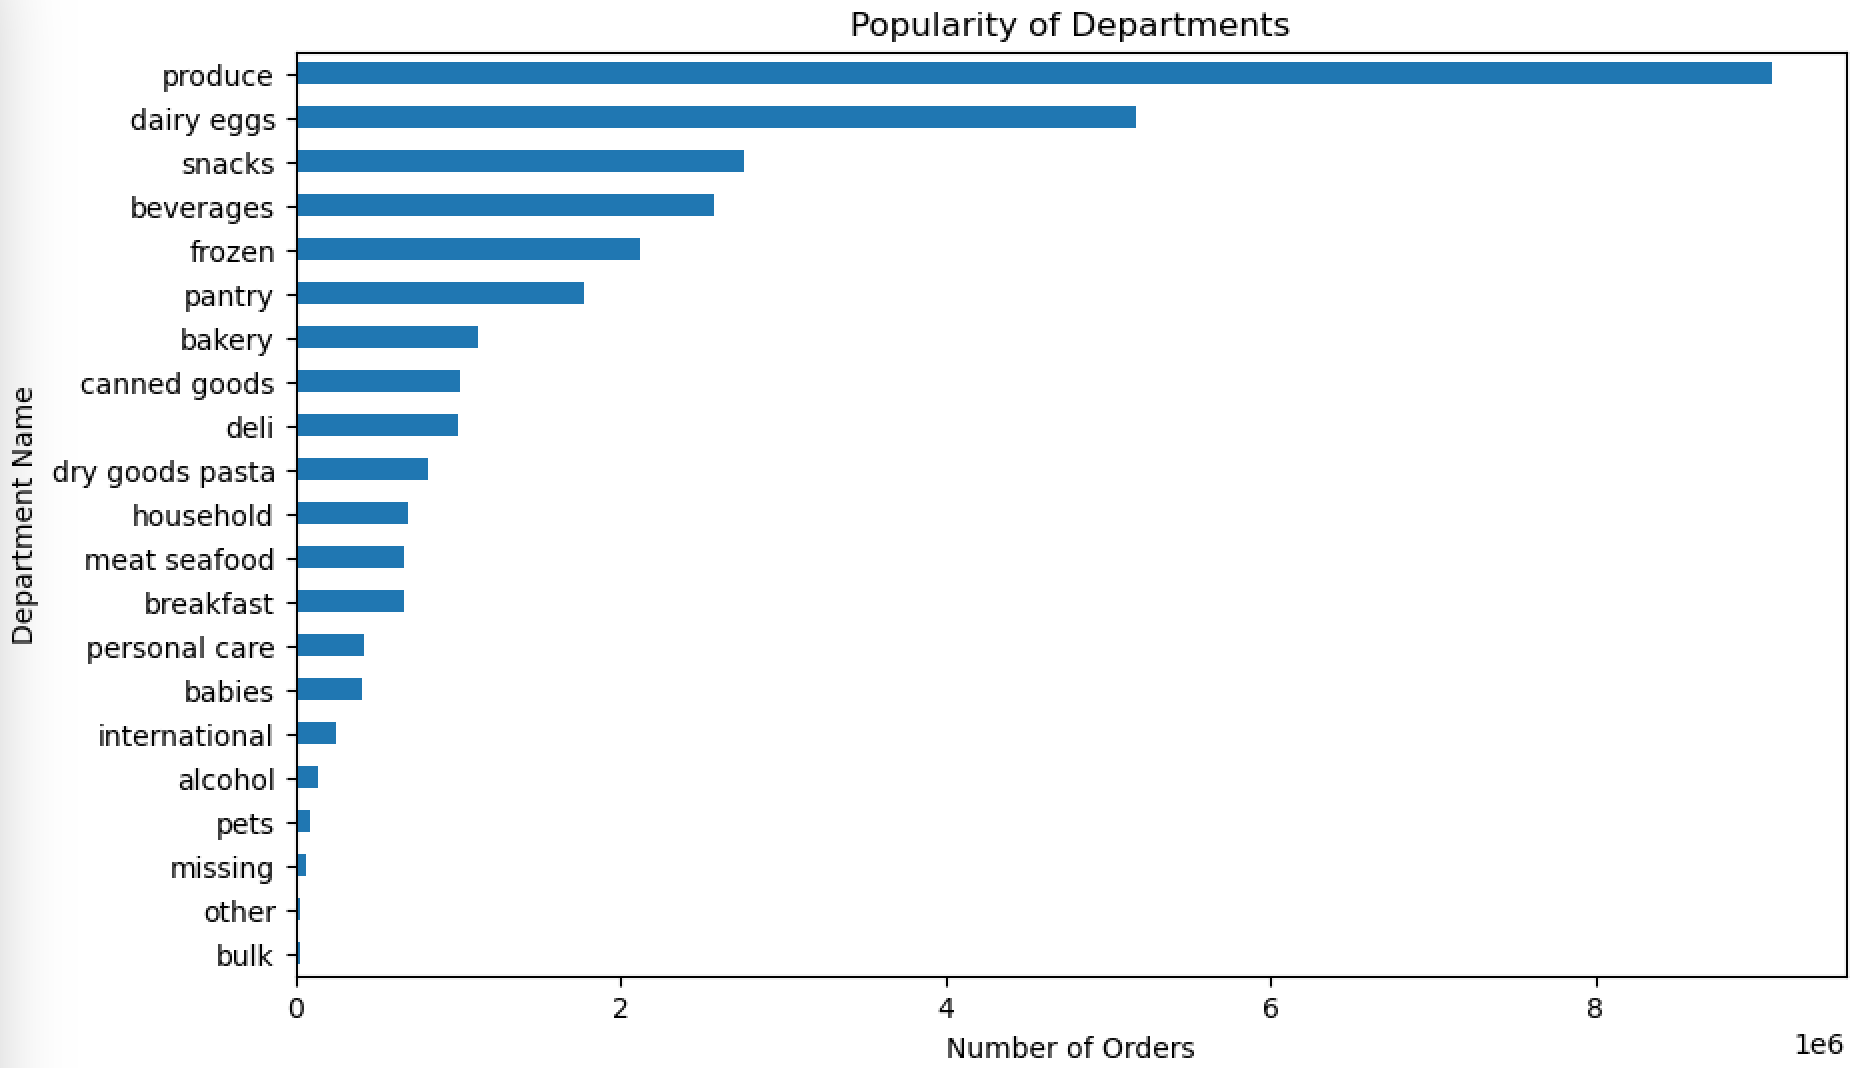 Popularity of Departments
Department Name
produce
dairy eggs
snacks
beverages
frozen
pantry
bakery
canned goods
deli
dry goods pasta
household
meat seafood
breakfast
personal care
babies
international
alcohol
pets
missing
other
bulk
0 2 4 6 8
1e6
Number of Orders